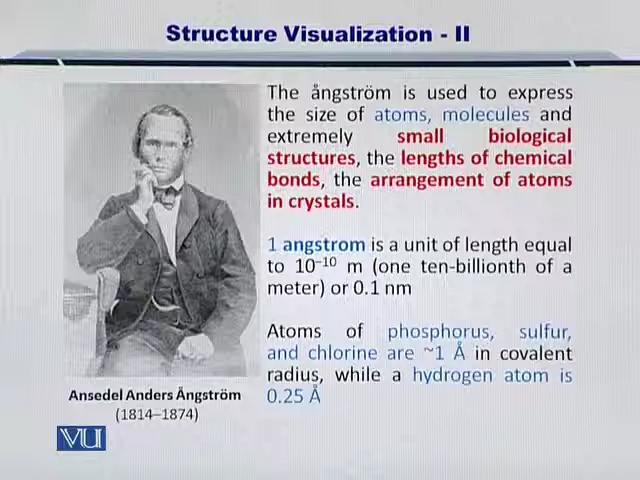 Structure Visualization - II
The ångström is used to express
the size of atoms, molecules and
extremely small biological
structures, the lengths of chemical
bonds, the arrangement of atoms
in crystals.
1 angstrom is a unit of length equal
to 10⁻¹⁰ m (one ten-billionth of a
meter) or 0.1 nm
Atoms of phosphorus, sulfur,
and chlorine are ~1 Å in covalent
radius, while a hydrogen atom is
0.25 Å
Ansedel Anders Ångström
(1814–1874)
VU